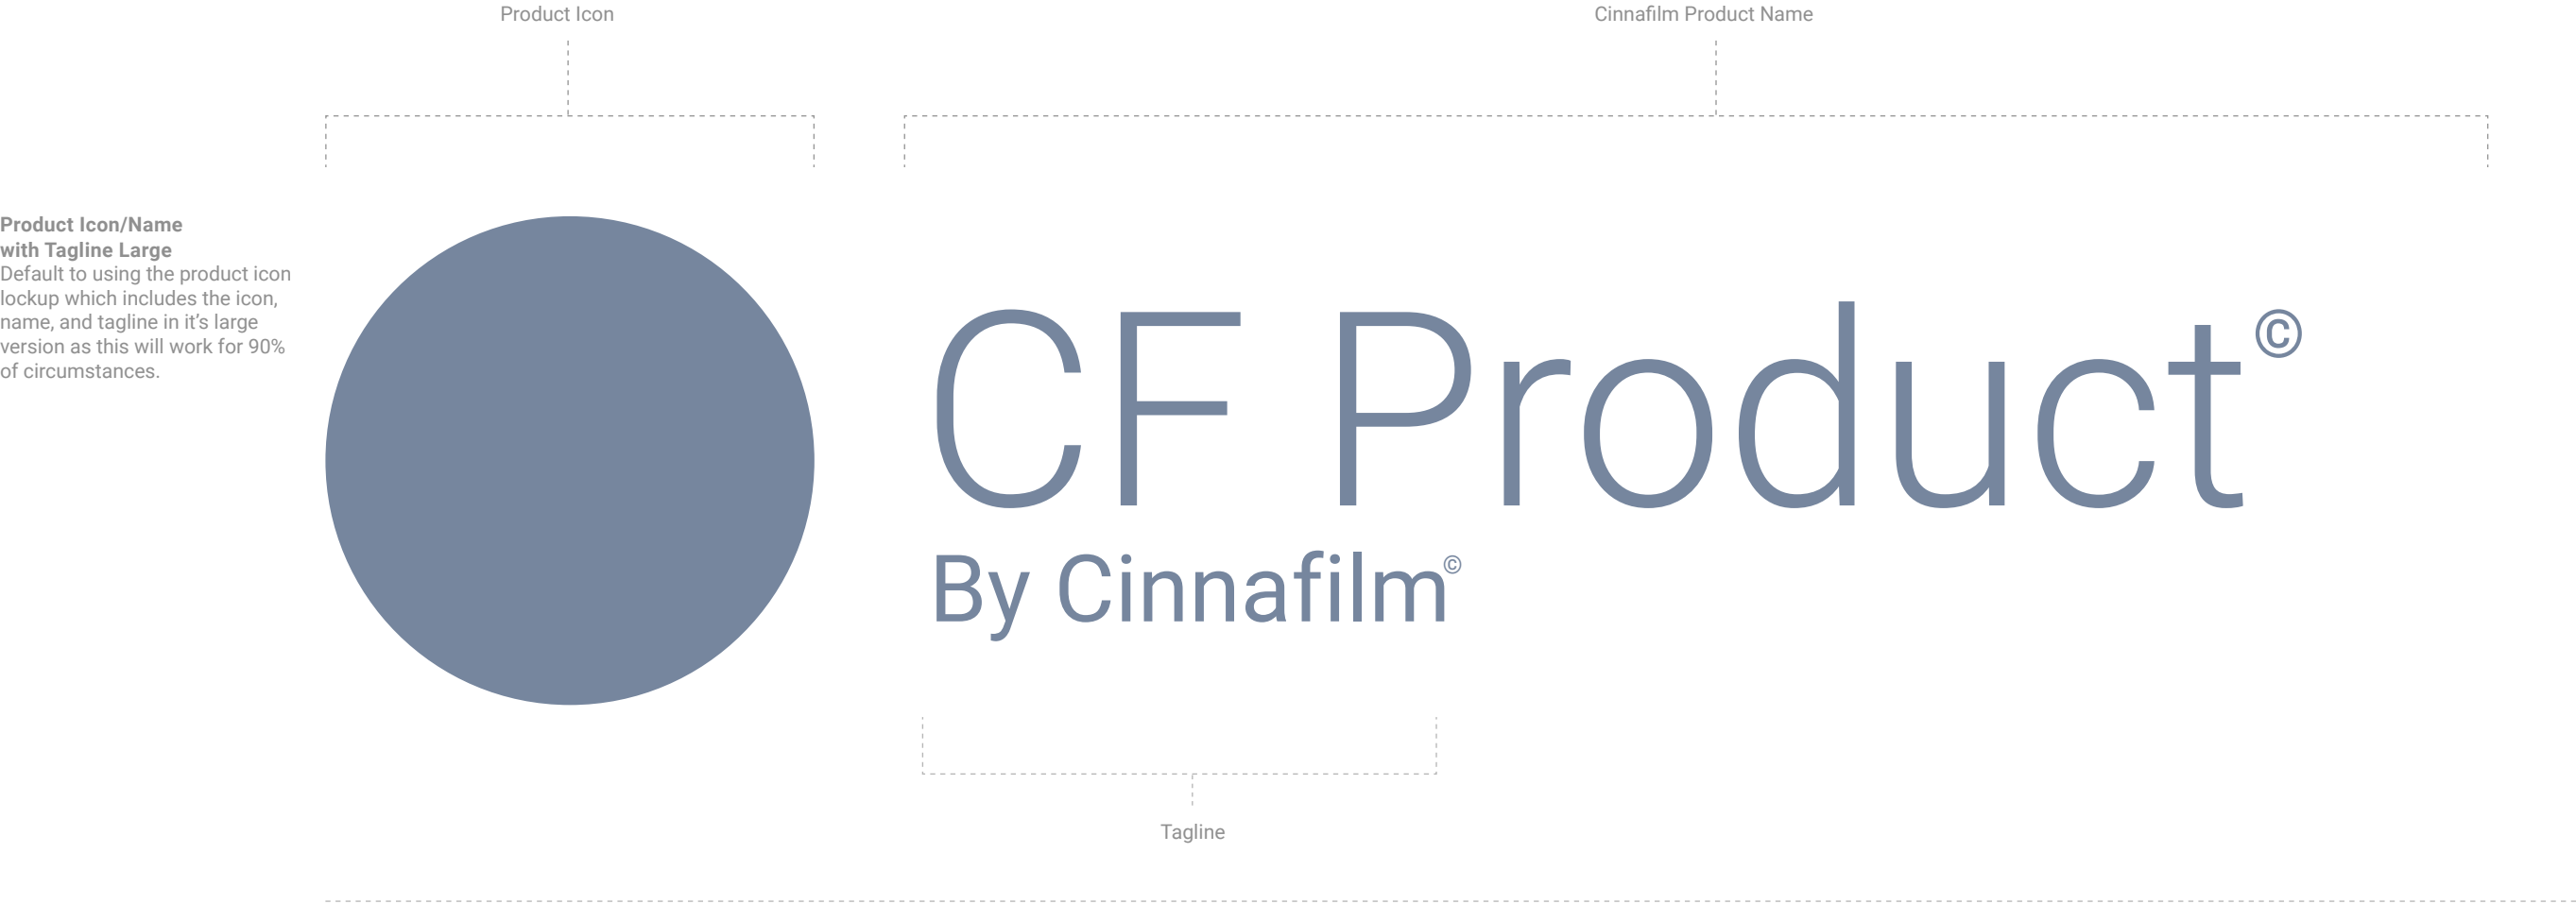 Product Icon
Cinnafilm Product Name
Product Icon/Name
with Tagline Large
Default to using the product icon
lockup which includes the icon,
name, and tagline in it’s large
version as this will work for 90%
of circumstances.
CF Product©
By Cinnafilm©
Tagline